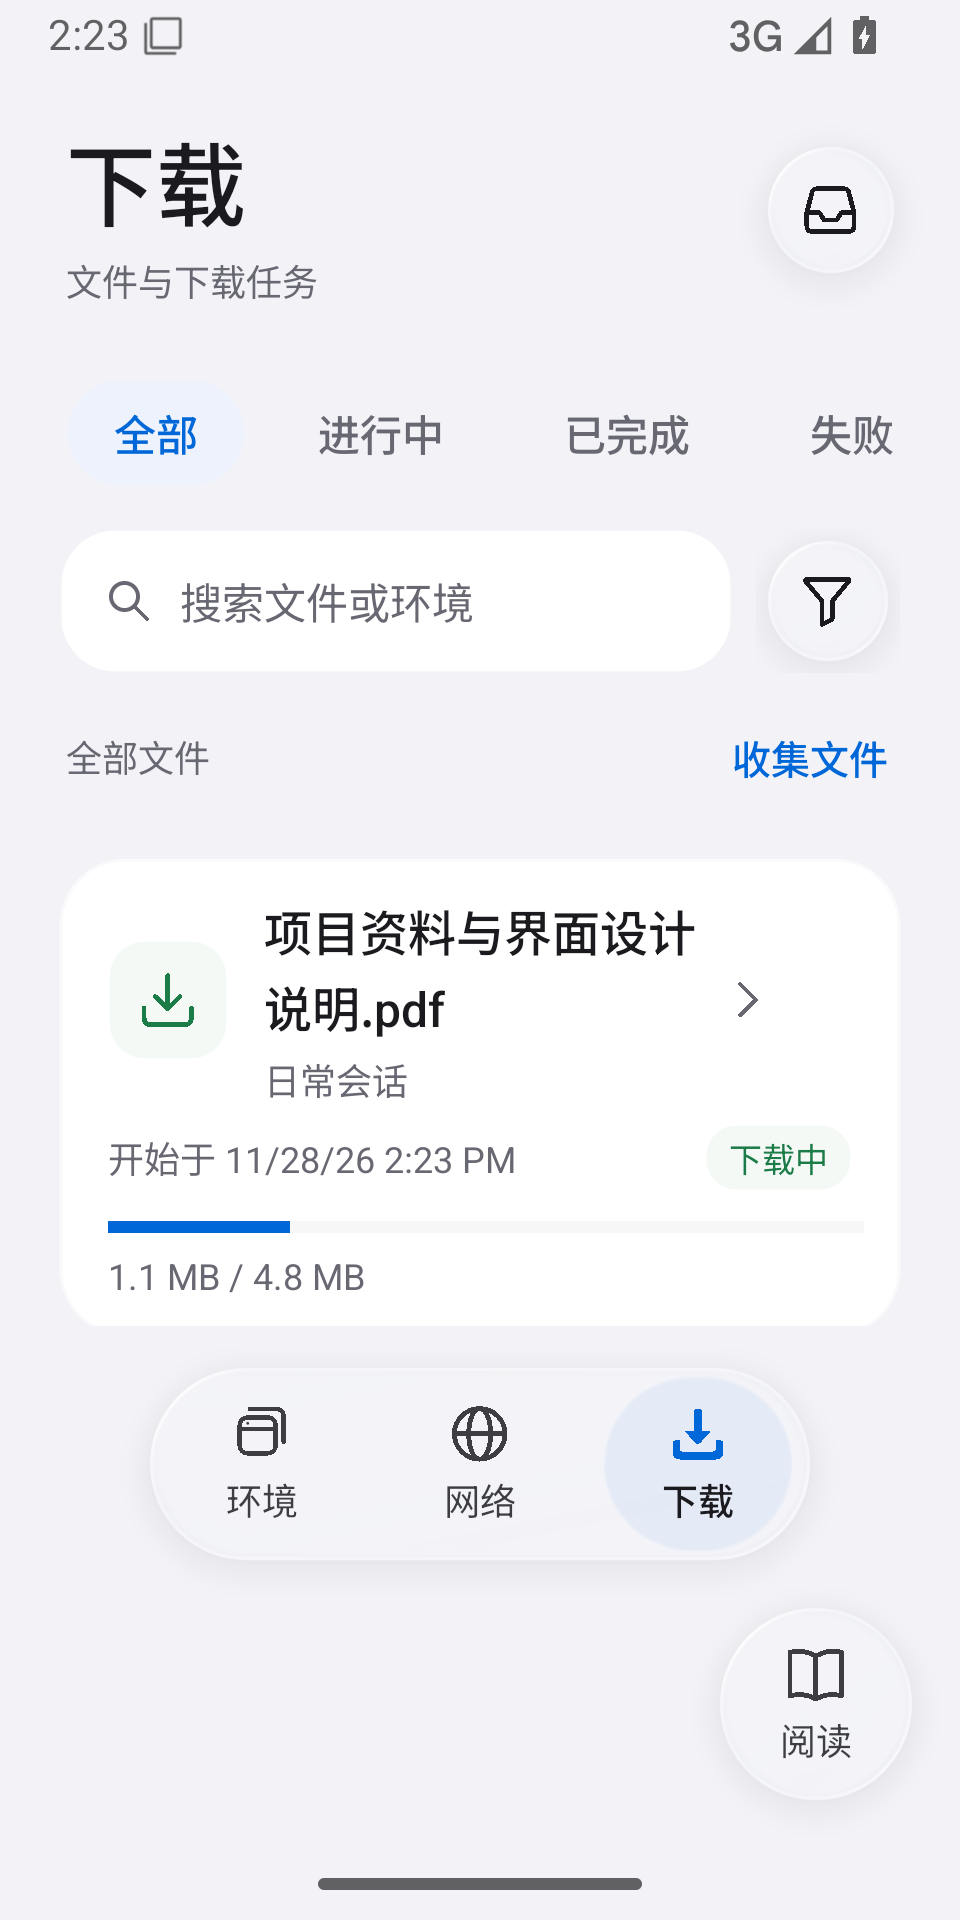 2:23
3G
下载
文件与下载任务
全部
进行中
已完成
失败
搜索文件或环境
全部文件
收集文件
项目资料与界面设计
说明.pdf
日常会话
开始于 11/28/26 2:23 PM
下载中
1.1 MB / 4.8 MB
环境
网络
下载
阅读